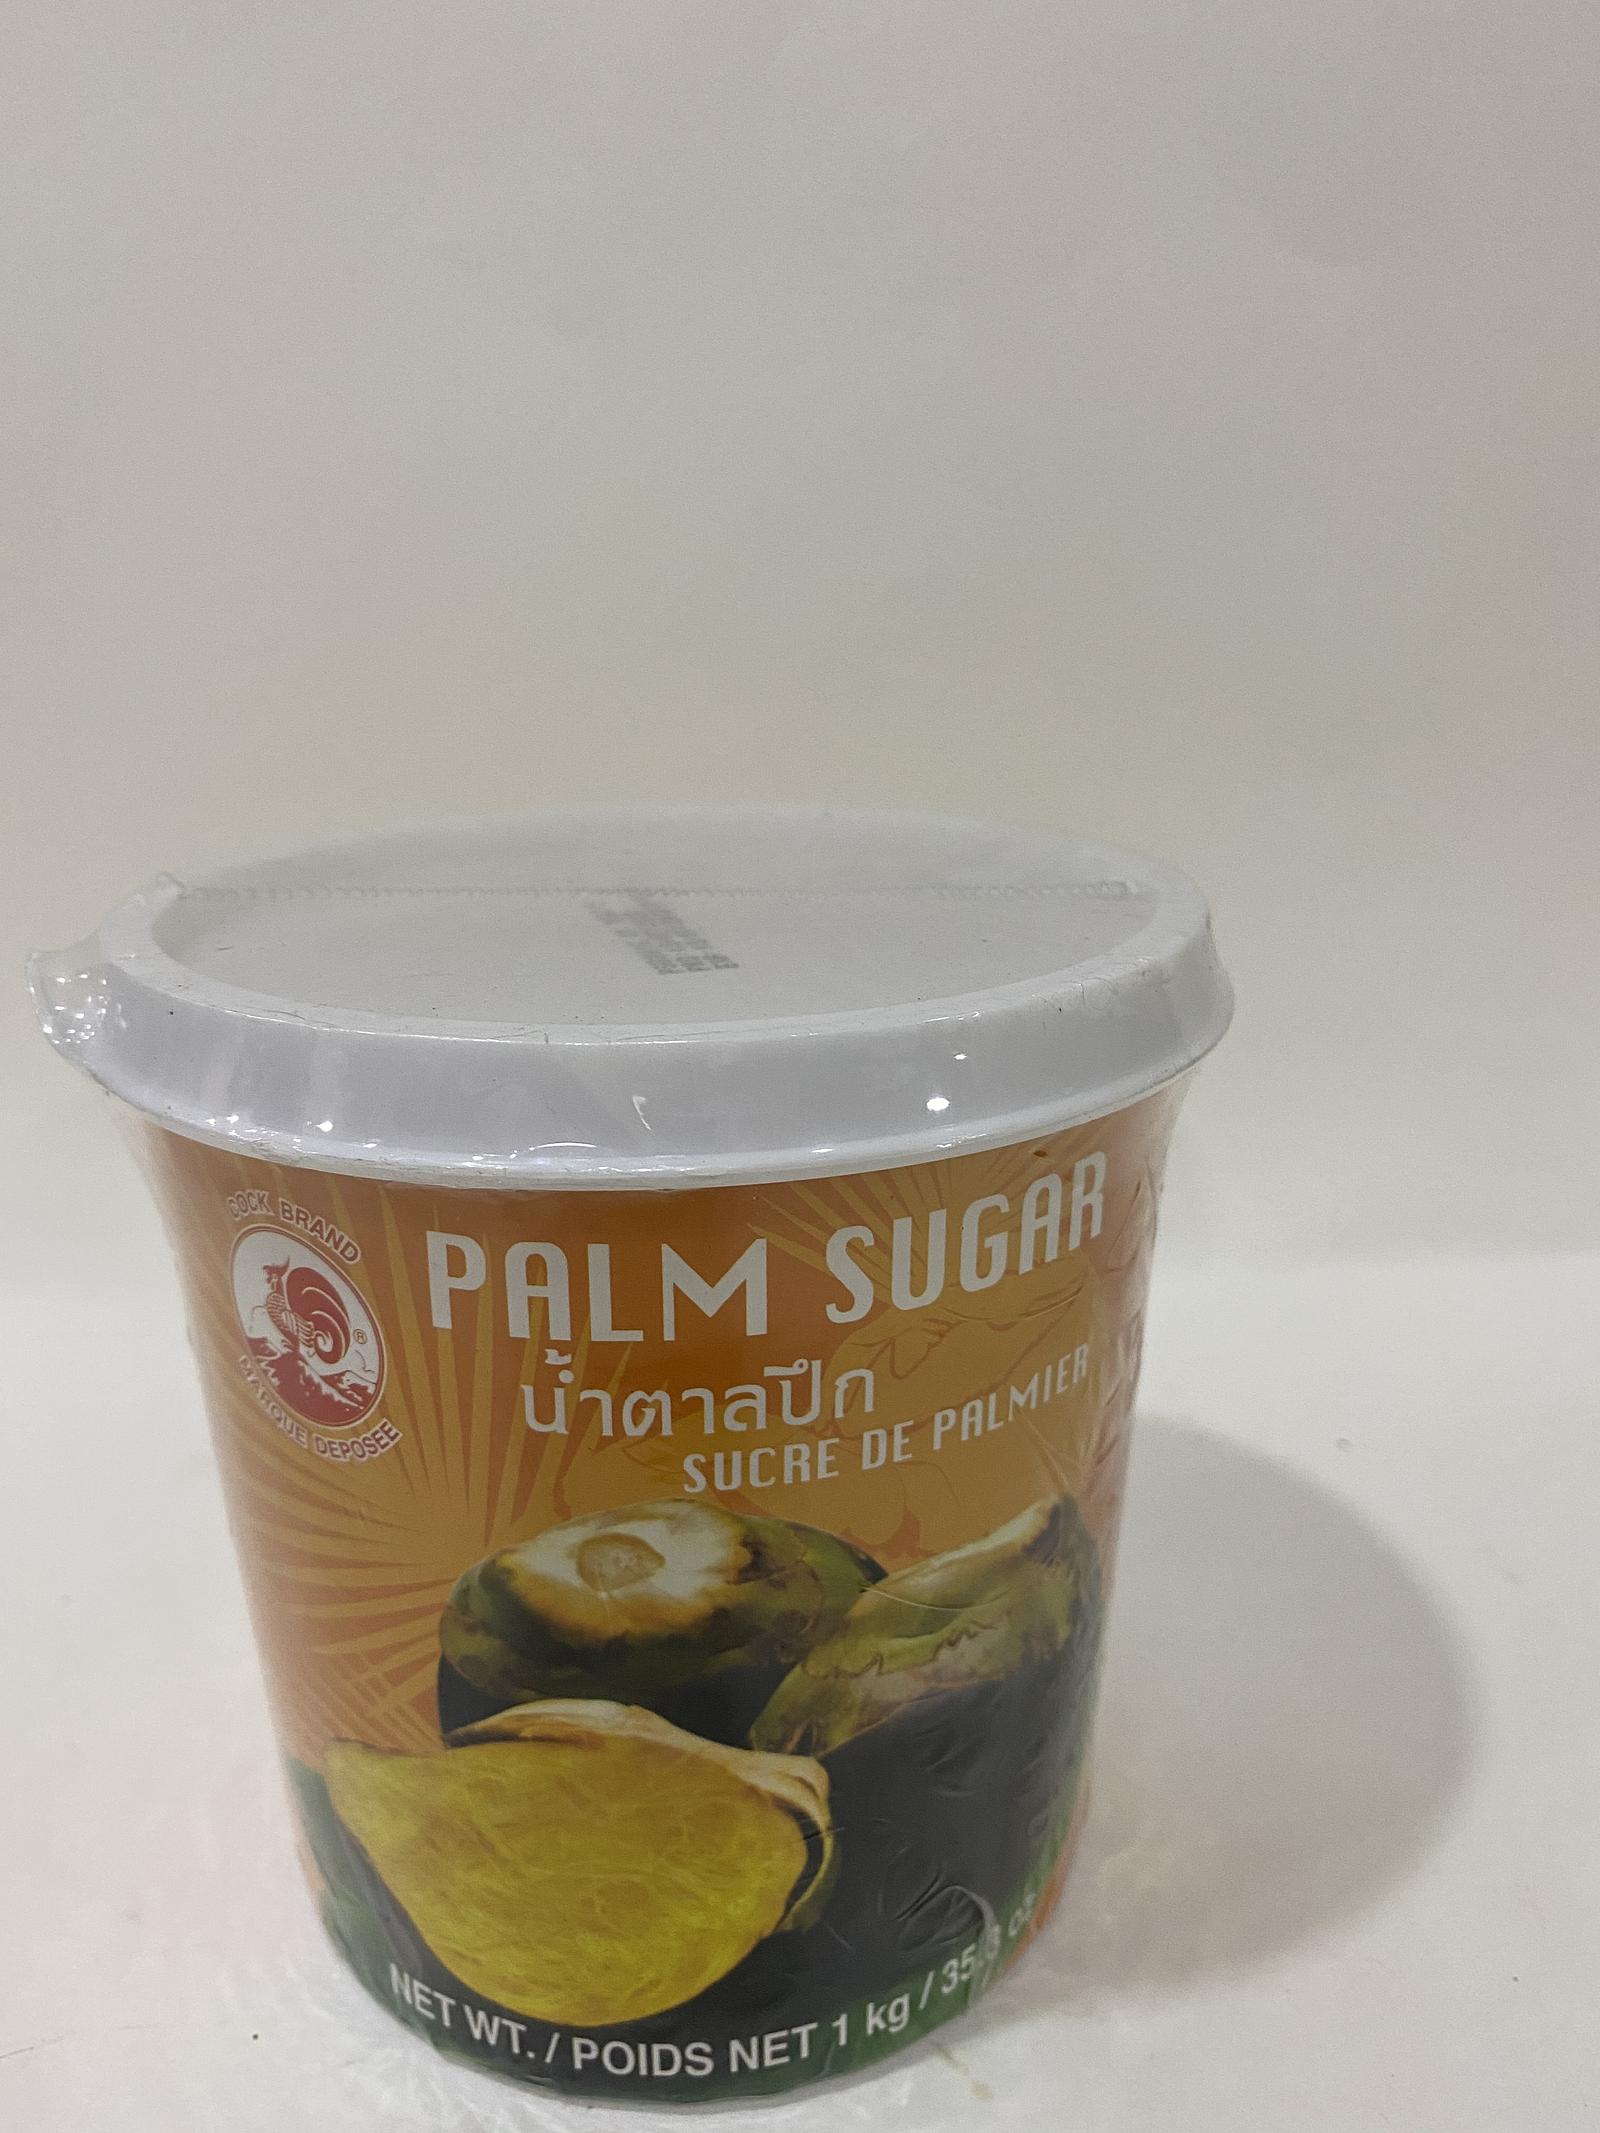 COCK BRAND
®
MARQUE DEPOSÉE
PALM SUGAR
น้ำตาลปึก
SUCRE DE PALMIER
NET WT. / POIDS NET 1 kg / 35.3 oz